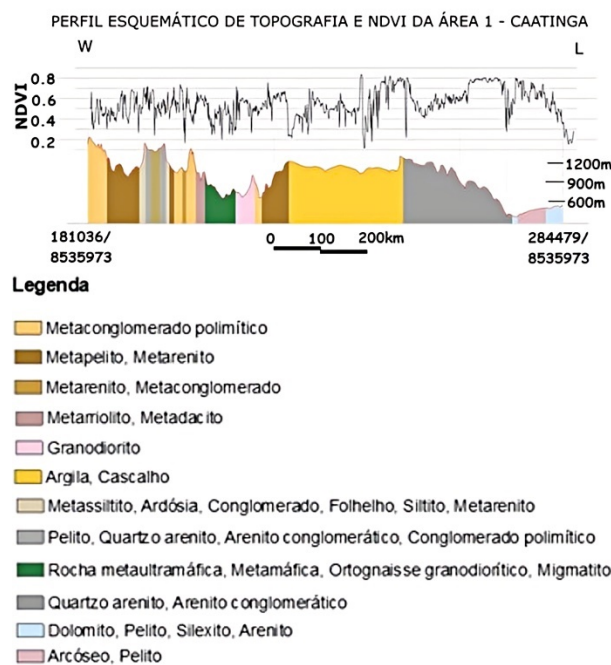 PERFIL ESQUEMÁTICO DE TOPOGRAFIA E NDVI DA ÁREA 1 - CAATINGA
W L
NDVI
0.8
0.6
0.4
0.2
1200m
900m
600m
181036/
8535973
0 100 200km
284479/
8535973
Legenda
Metaconglomerado polimítico
Metapelito, Metarenito
Metarenito, Metaconglomerado
Metarriolito, Metadacito
Granodiorito
Argila, Cascalho
Metassiltito, Ardósia, Conglomerado, Folhelho, Siltito, Metarenito
Pelito, Quartzo arenito, Arenito conglomerático, Conglomerado polimítico
Rocha metaultramáfica, Metamáfica, Ortognaisse granodiorítico, Migmatito
Quartzo arenito, Arenito conglomerático
Dolomito, Pelito, Silexito, Arenito
Arcóseo, Pelito